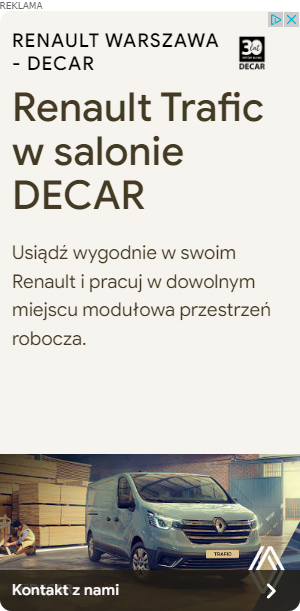 REKLAMA
RENAULT WARSZAWA
- DECAR
30 lat
DECAR
Renault Trafic
w salonie
DECAR
Usiądź wygodnie w swoim
Renault i pracuj w dowolnym
miejscu modułowa przestrzeń
robocza.
TRAFIC
Kontakt z nami